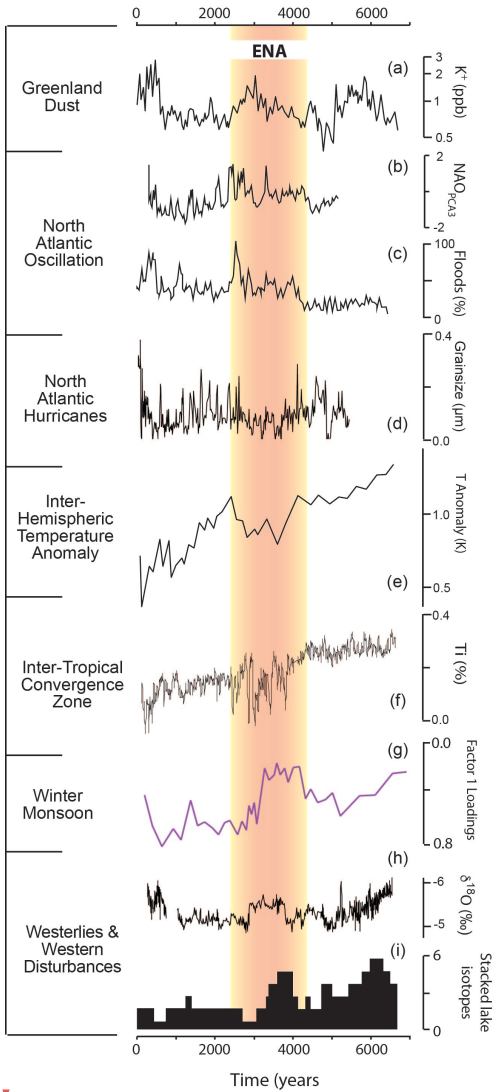 0 2000 4000 6000
ENA
Greenland
Dust
(a)
3
2
1
0.5
K+ (ppb)
North
Atlantic
Oscillation
(b)
2
-2
NAOPCA3
(c)
100
0
Floods (%)
North
Atlantic
Hurricanes
(d)
0.4
0.0
Grainsize (µm)
Inter-
Hemispheric
Temperature
Anomaly
(e)
1.0
0.5
T Anomaly (K)
Inter-Tropical
Convergence
Zone
(f)
0.4
0.0
Ti (%)
Winter
Monsoon
(g)
0.0
0.8
Factor 1 Loadings
Westerlies &
Western
Disturbances
(h)
-6
-5
δ18O (‰)
(i)
6
0
Stacked lake
isotopes
0 2000 4000 6000
Time (years